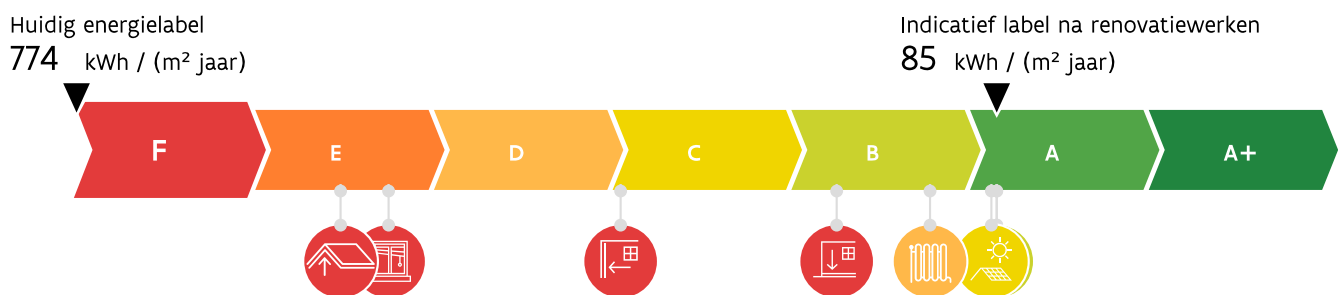 Huidig energielabel
774 kWh / (m² jaar)
Indicatief label na renovatiewerken
85 kWh / (m² jaar)
F E D C B A A+